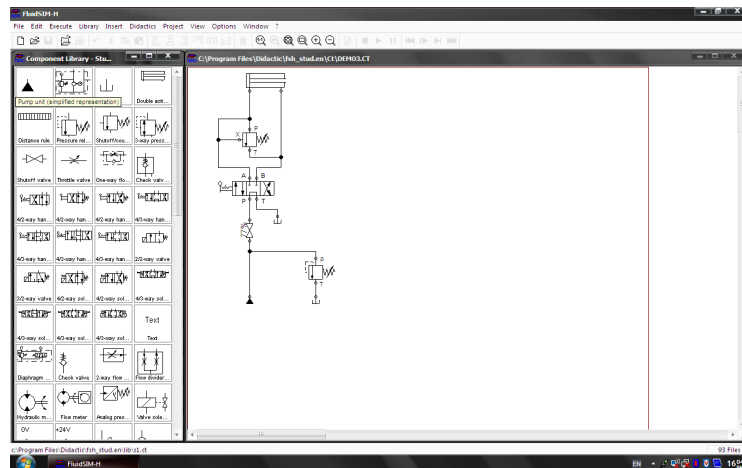 FluidSIM-H
File Edit Execute Library Insert Didactics Project View Options Window ?
Component Library - Stu...
C:\Program Files\Didactic\fsh_stud.en\Ct\DEMO3.CT
Pump unit (simplified representation)
Double acti...
Distance rule Pressure rel... Shutoff/cou... 3-way press...
Shutoff valve Throttle valve One-way flo... Check valv...
4/2-way han... 4/2-way han... 4/2-way han... 4/3-way han...
4/3-way han... 4/3-way han... 4/3-way han... 2/2-way valve
3/2-way valve 4/2-way sol... 4/2-way sol... 4/3-way sol...
Text
4/3-way sol... 4/3-way sol... 4/3-way sol... Text
Diaphragm ... Check valve 2-way flow ... Flow divider...
Hydraulic m... Flow meter Analog pres... Valve sole...
0V +24V
P
X
T
A B
P T
77%
P
T
c:\Program Files\Didactic\fsh_stud.en\lib\s1.ct
93 Files
FluidSIM-H
EN